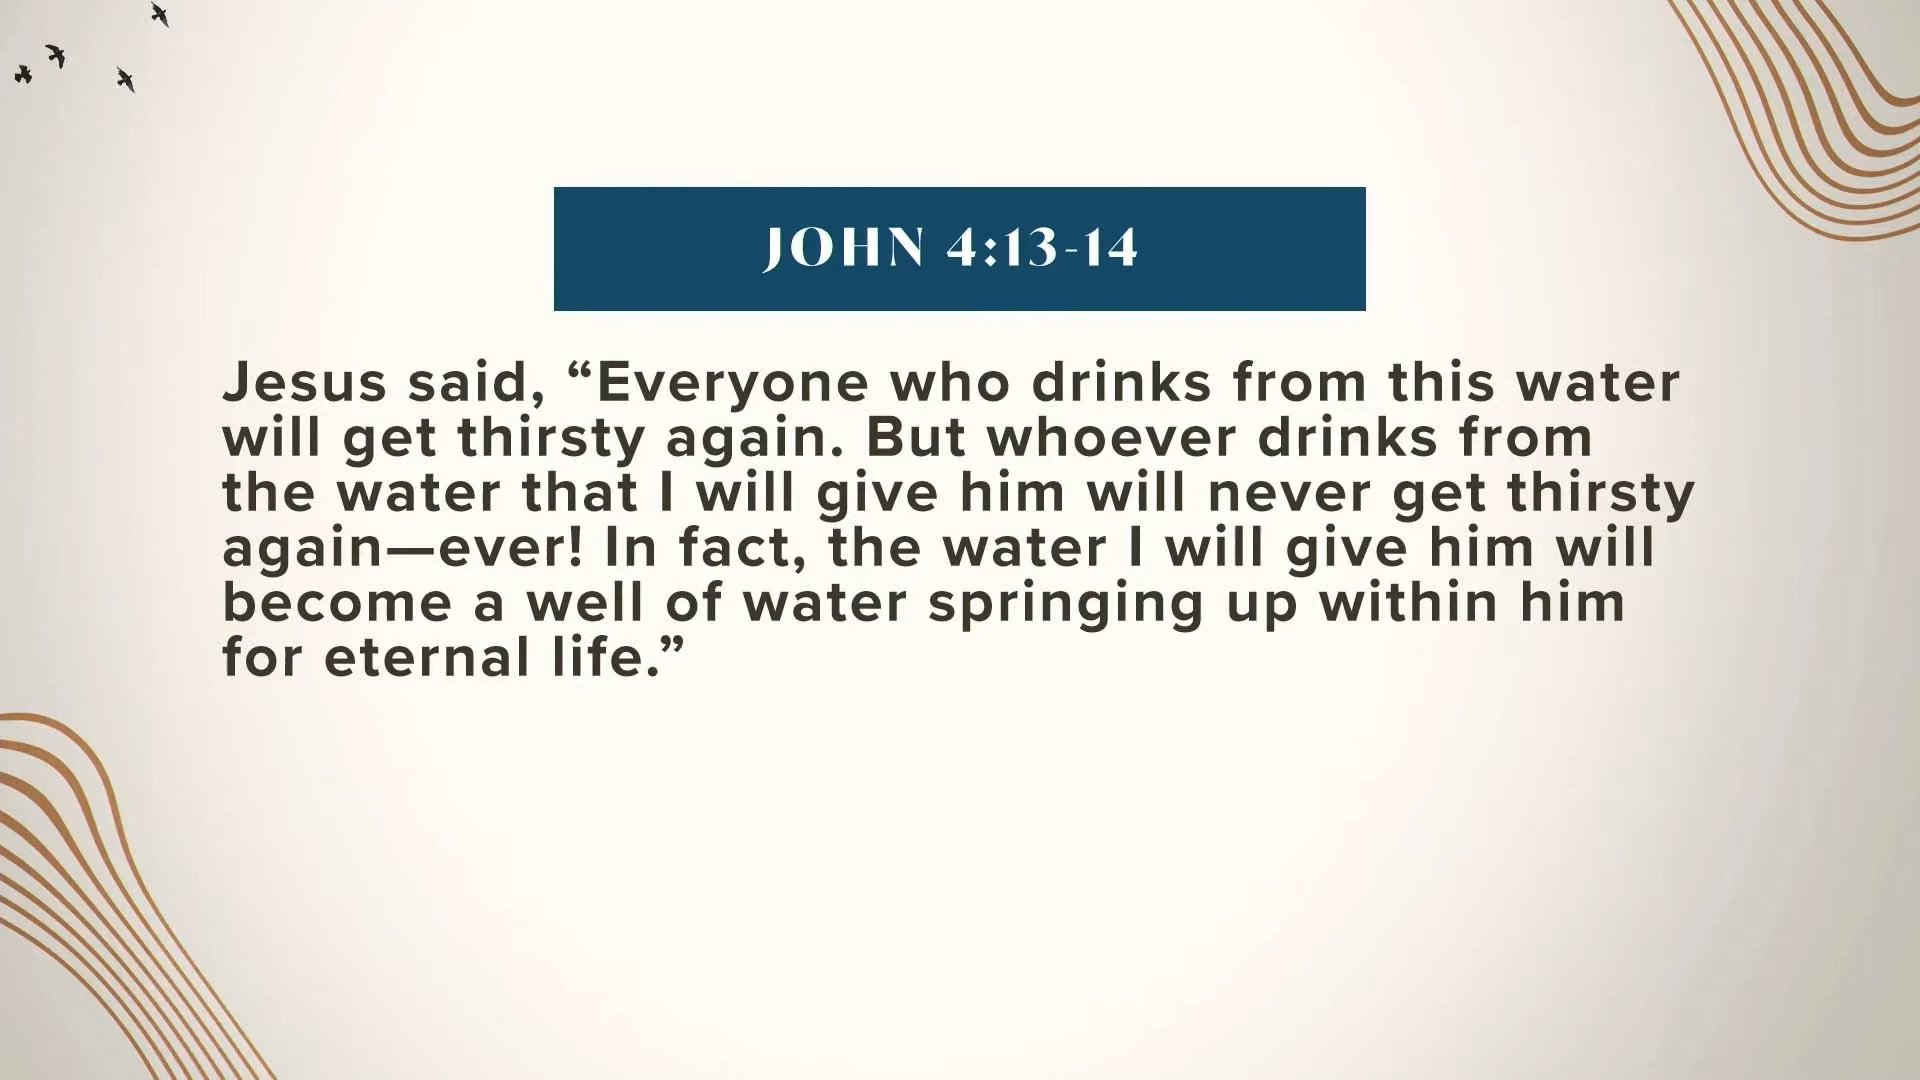 JOHN 4:13-14
Jesus said, “Everyone who drinks from this water
will get thirsty again. But whoever drinks from
the water that I will give him will never get thirsty
again—ever! In fact, the water I will give him will
become a well of water springing up within him
for eternal life.”